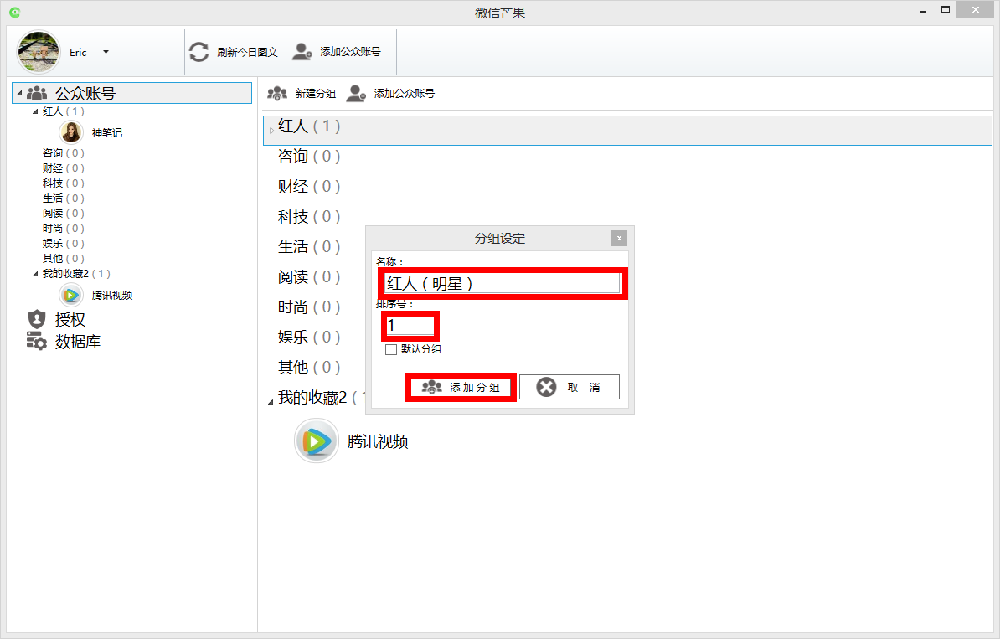 微信芒果
Eric
刷新今日图文
添加公众账号
公众账号
红人 ( 1 )
神笔记
咨询 ( 0 )
财经 ( 0 )
科技 ( 0 )
生活 ( 0 )
阅读 ( 0 )
时尚 ( 0 )
娱乐 ( 0 )
其他 ( 0 )
我的收藏2 ( 1 )
腾讯视频
授权
数据库
新建分组
添加公众账号
红人 ( 1 )
咨询 ( 0 )
财经 ( 0 )
科技 ( 0 )
生活 ( 0 )
阅读 ( 0 )
时尚 ( 0 )
娱乐 ( 0 )
其他 ( 0 )
我的收藏2 (
腾讯视频
分组设定
名称：
红人（明星）
排序号：
1
默认分组
添加分组
取 消